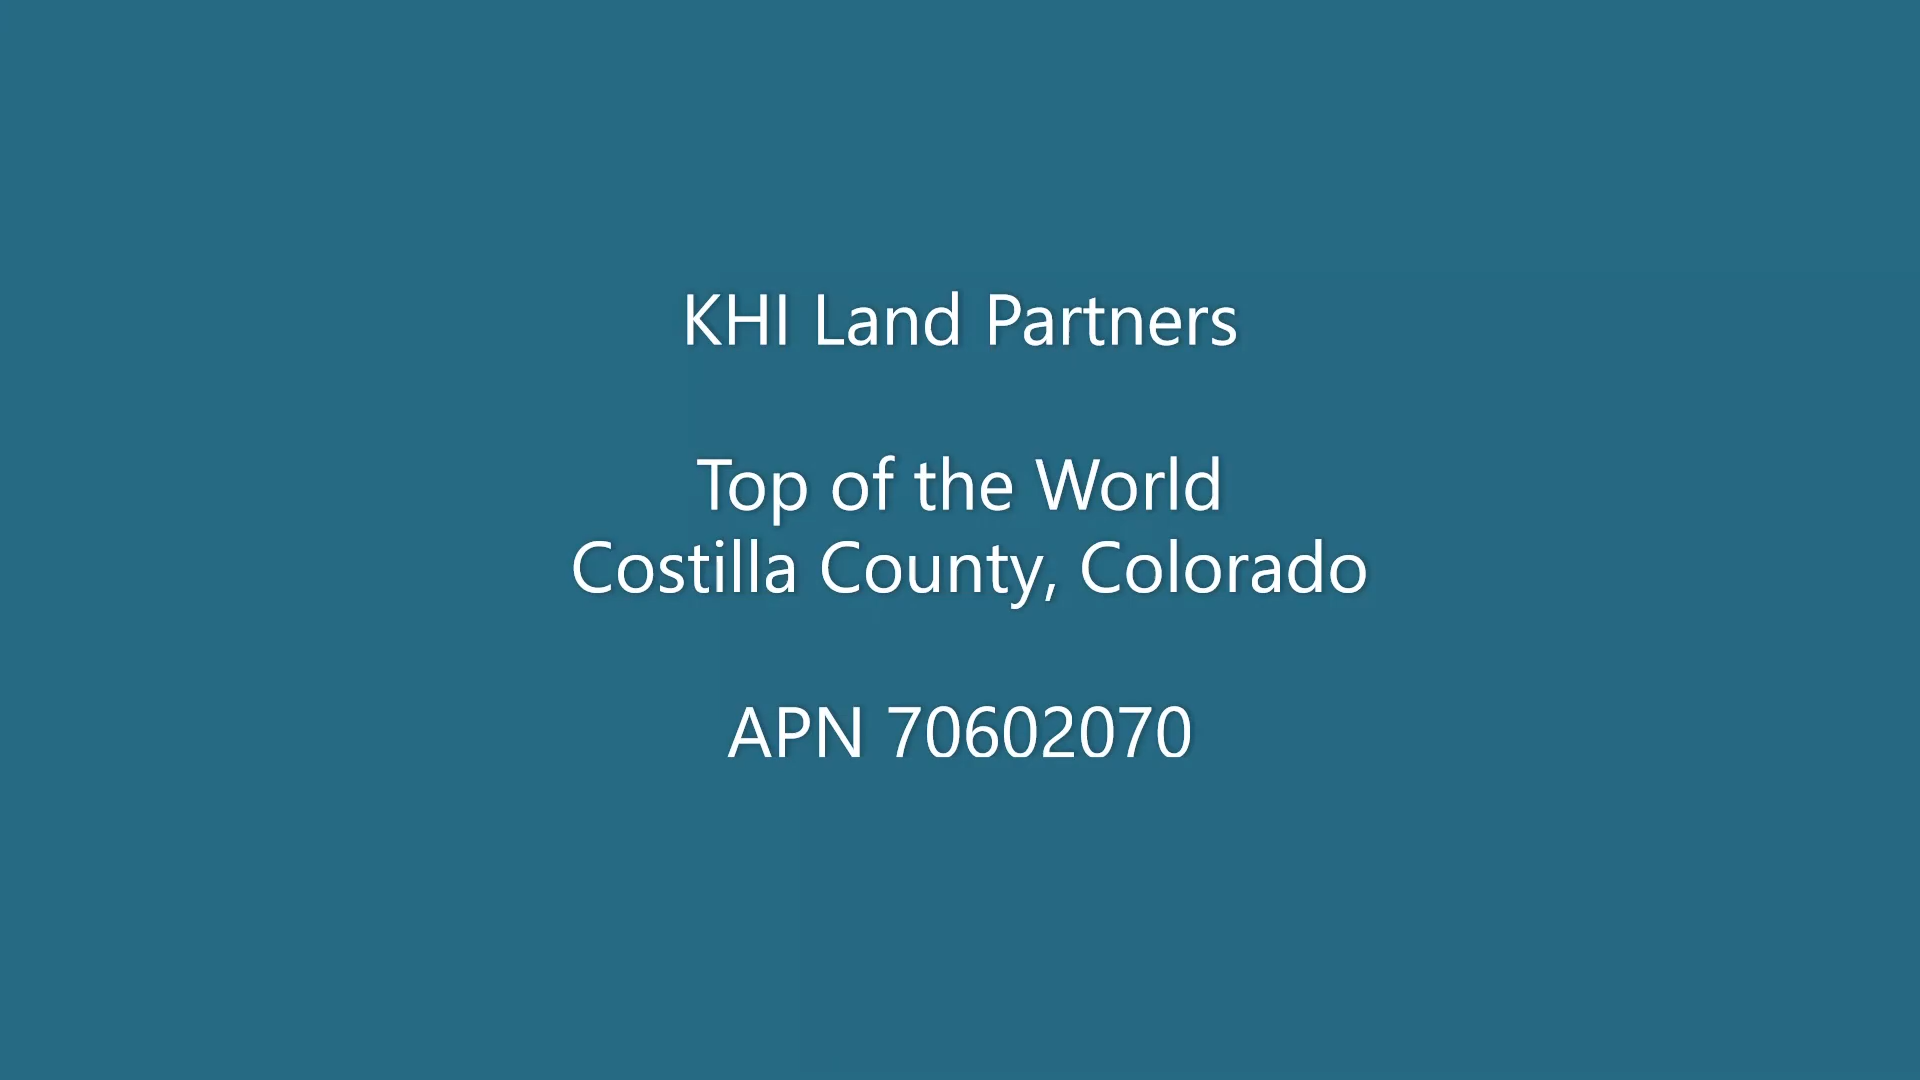 KHI Land Partners
Top of the World
Costilla County, Colorado
APN 70602070